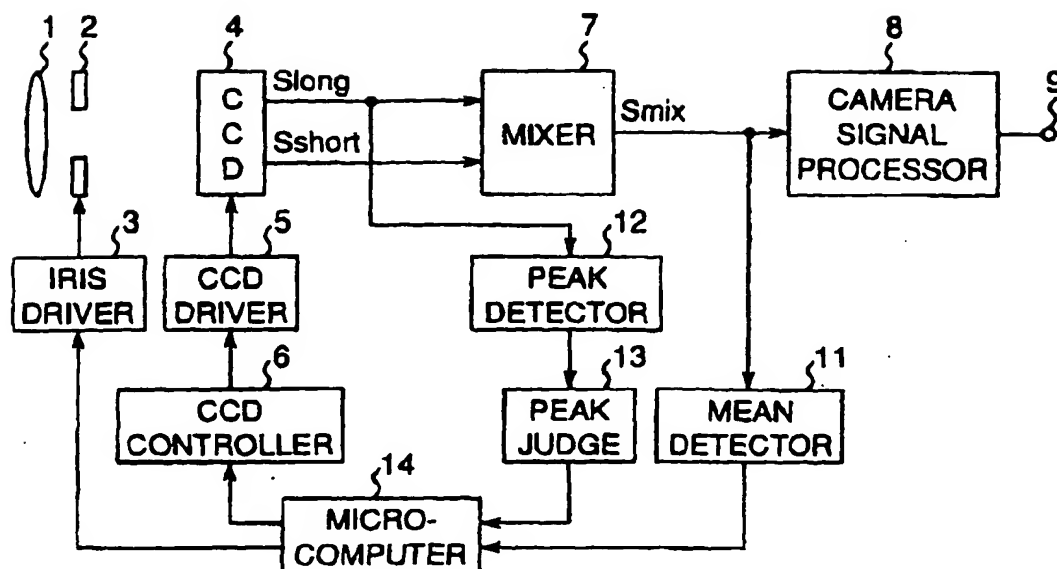 1
2
4
7
8
9
Slong
C
C
D
Sshort
MIXER
Smix
CAMERA
SIGNAL
PROCESSOR
3
5
12
IRIS
DRIVER
CCD
DRIVER
PEAK
DETECTOR
6
13
11
CCD
CONTROLLER
PEAK
JUDGE
MEAN
DETECTOR
14
MICRO-
COMPUTER